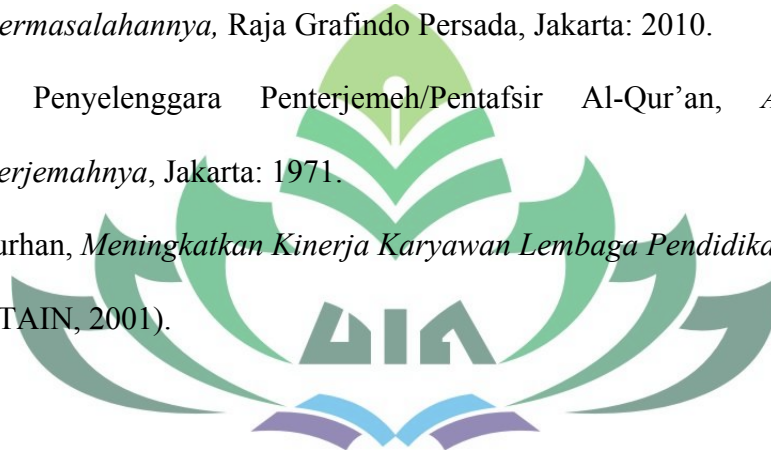 ermasalahannya, Raja Grafindo Persada, Jakarta: 2010.
Penyelenggara Penterjemeh/Pentafsir Al-Qur’an, A
erjemahnya, Jakarta: 1971.
urhan, Meningkatkan Kinerja Karyawan Lembaga Pendidika
TAIN, 2001).
UIN